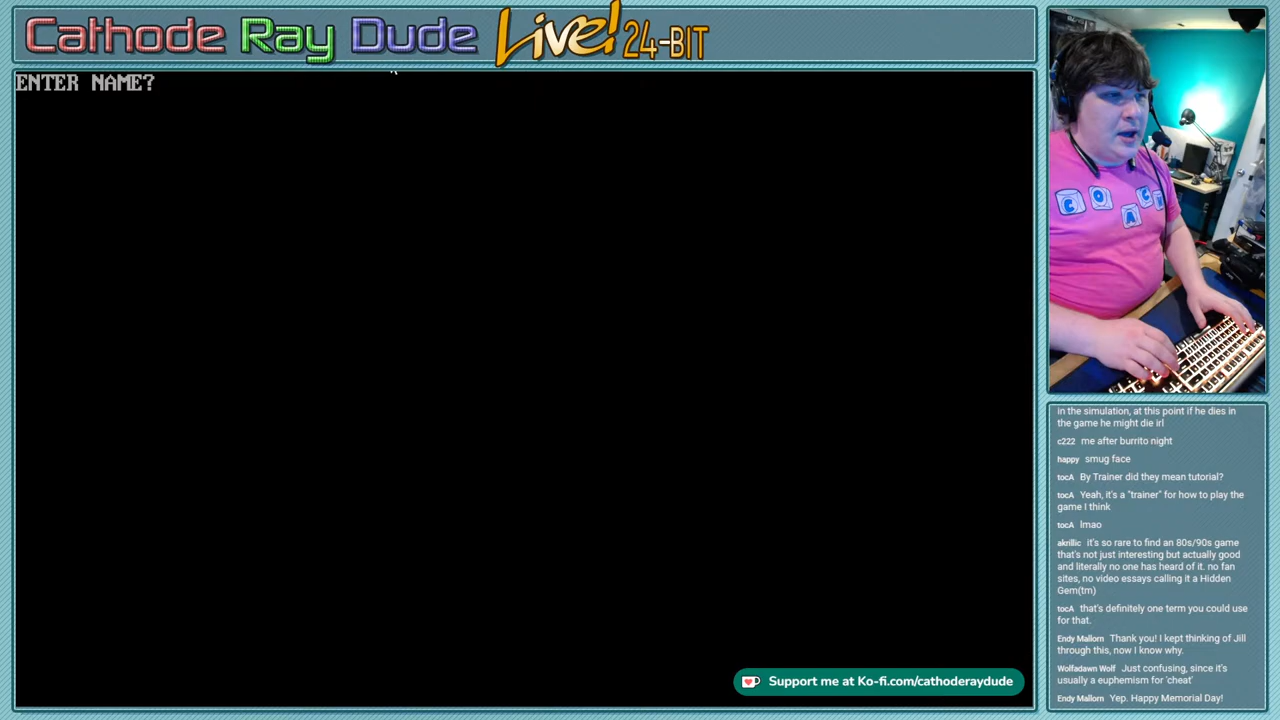 Cathode Ray Dude Live! 24-BIT
ENTER NAME?
C O C
A
in the simulation, at this point if he dies in
the game he might die irl
c222 me after burrito night
happy smug face
tocA By Trainer did they mean tutorial?
tocA Yeah, it's a "trainer" for how to play the
game I think
tocA lmao
akrillic it's so rare to find an 80s/90s game
that's not just interesting but actually good
and literally no one has heard of it. no fan
sites, no video essays calling it a Hidden
Gem(tm)
tocA that's definitely one term you could use
for that.
Endy Mallorn Thank you! I kept thinking of Jill
through this, now I know why.
Wolfadawn Wolf Just confusing, since it's
usually a euphemism for 'cheat'
Endy Mallorn Yep. Happy Memorial Day!
Support me at Ko-fi.com/cathoderaydude